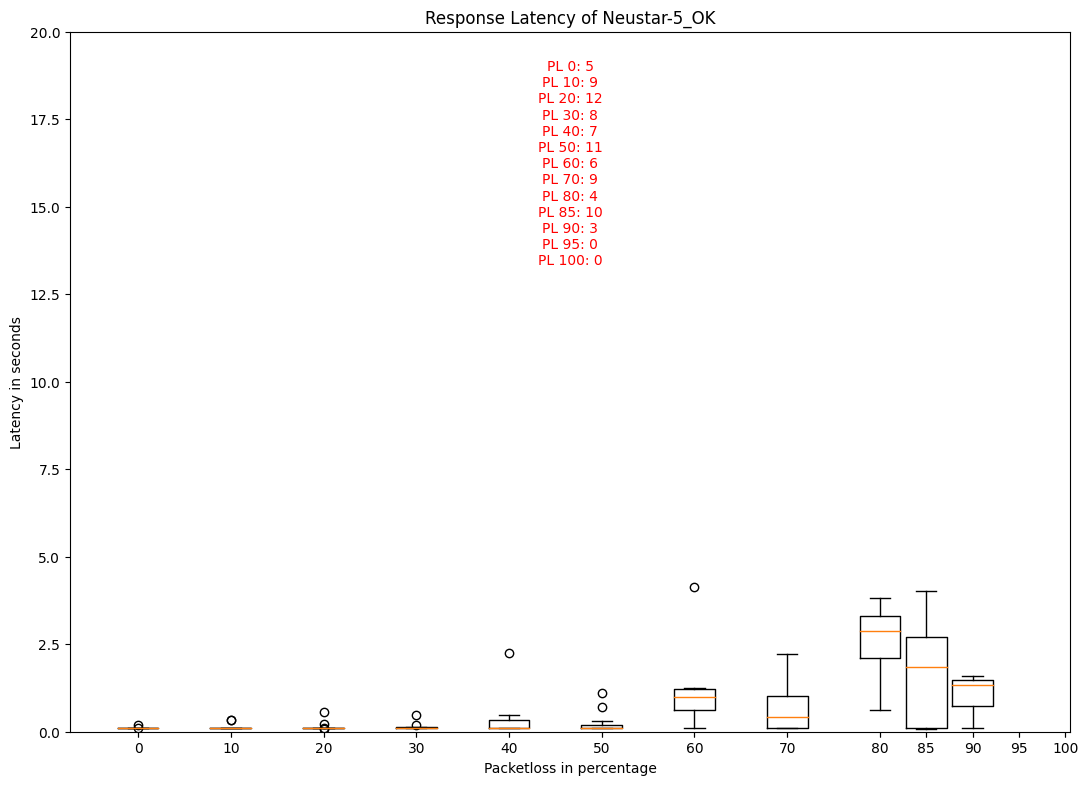 Response Latency of Neustar-5_OK
20.0
17.5
15.0
12.5
10.0
7.5
5.0
2.5
0.0
Latency in seconds
PL 0: 5
PL 10: 9
PL 20: 12
PL 30: 8
PL 40: 7
PL 50: 11
PL 60: 6
PL 70: 9
PL 80: 4
PL 85: 10
PL 90: 3
PL 95: 0
PL 100: 0
0 10 20 30 40 50 60 70 80 85 90 95 100
Packetloss in percentage